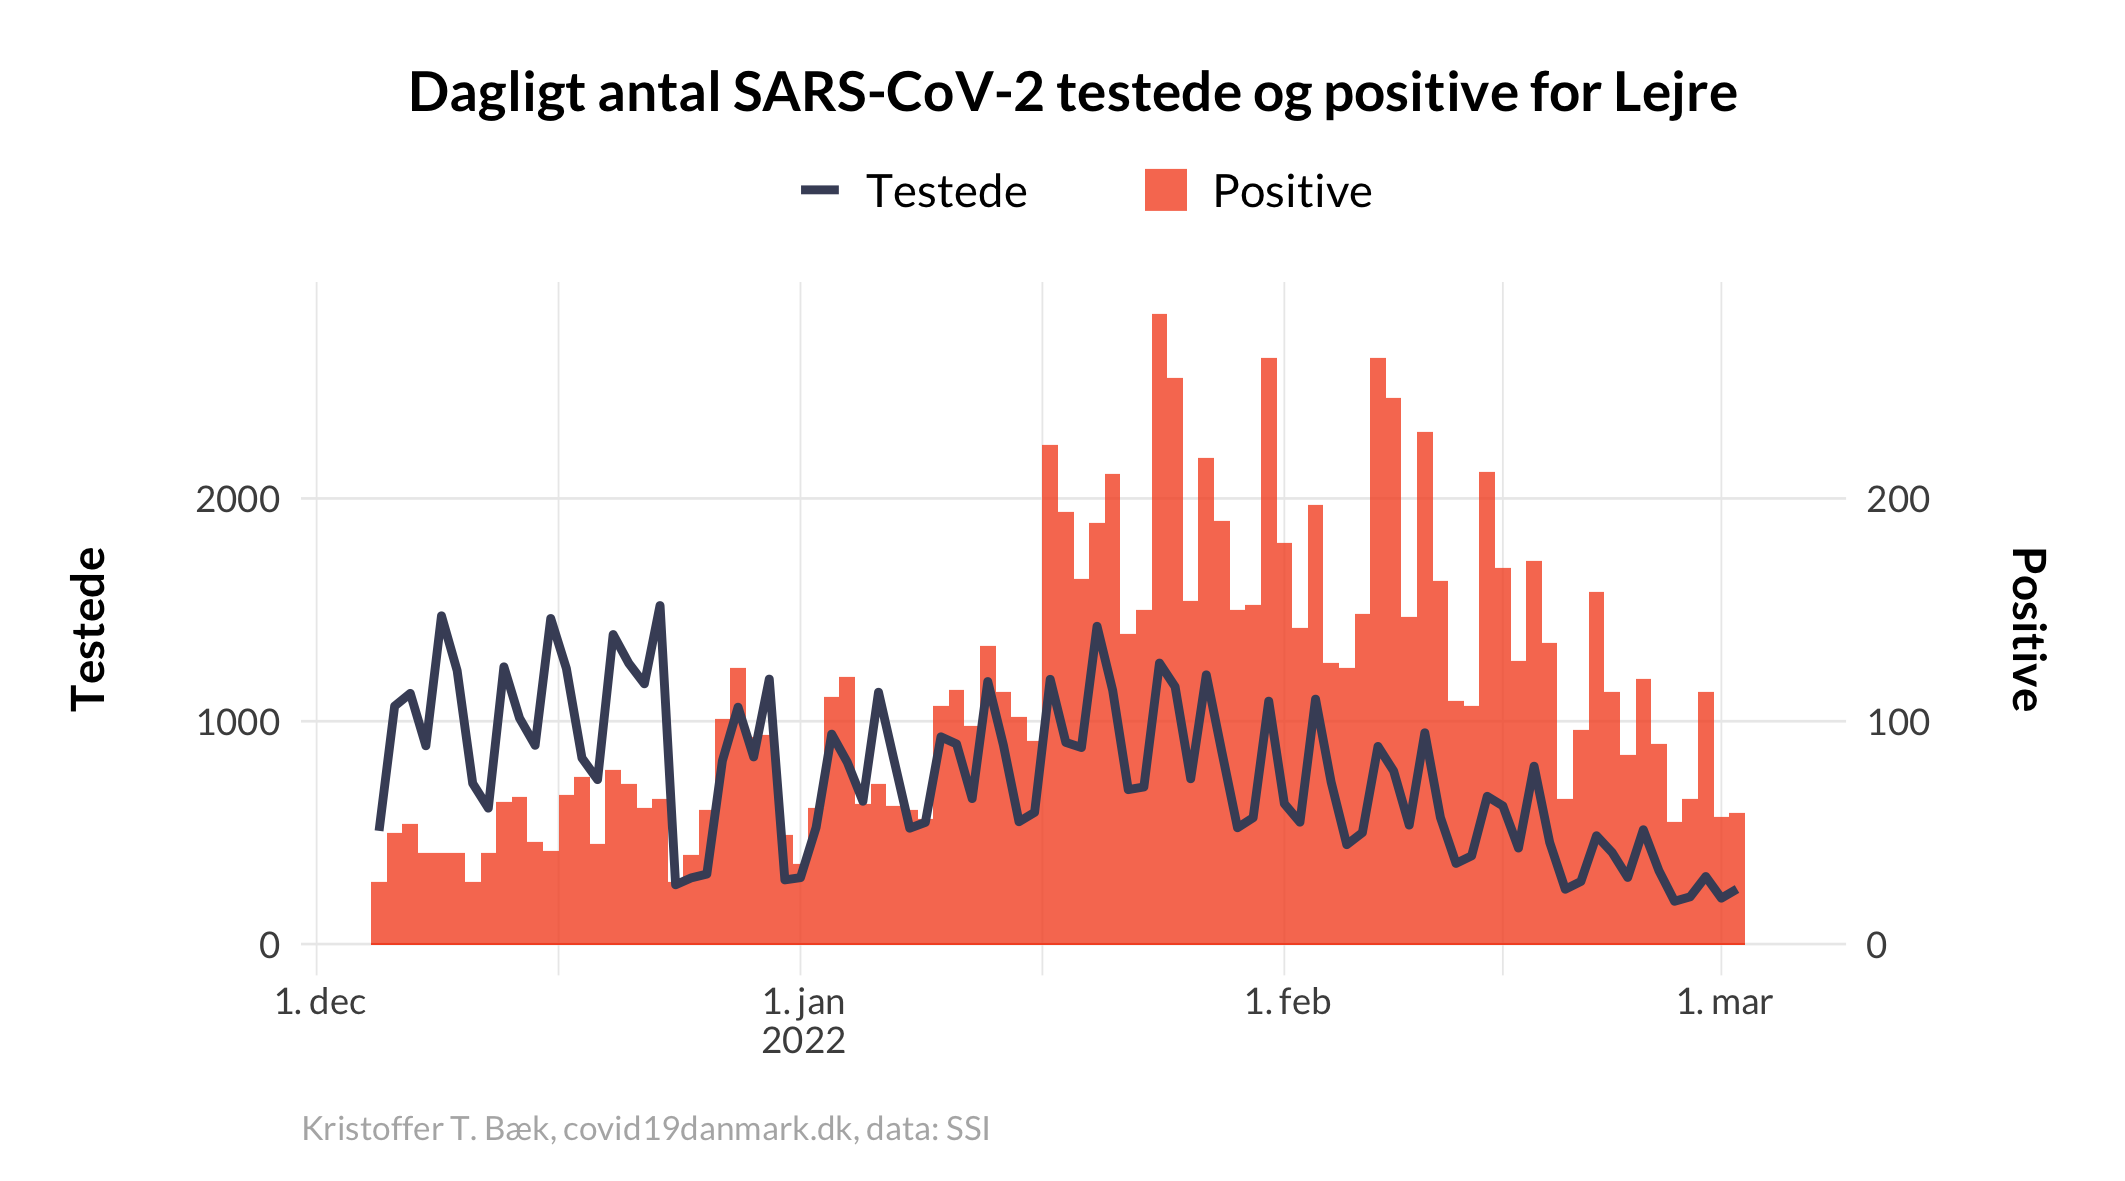 Dagligt antal SARS-CoV-2 testede og positive for Lejre
Testede
Positive
2000
1000
0
Testede
200
100
0
Positive
1. dec
1. jan
2022
1. feb
1. mar
Kristoffer T. Bæk, covid19danmark.dk, data: SSI